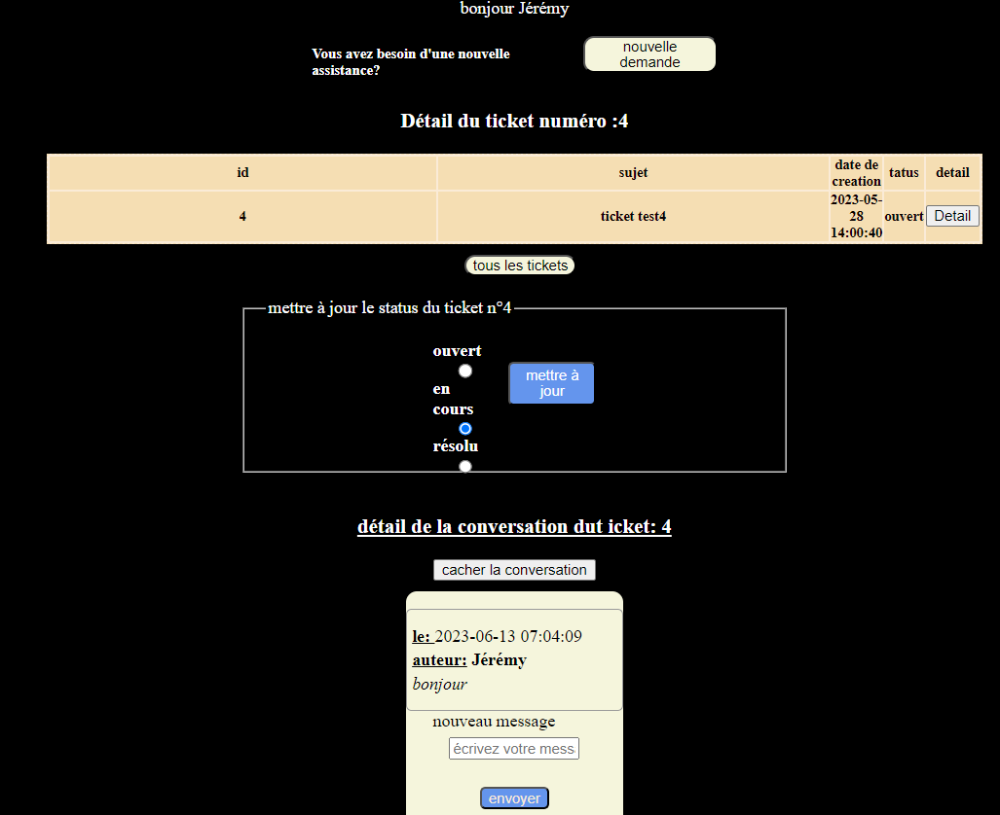 bonjour Jérémy
Vous avez besoin d'une nouvelle
assistance?
nouvelle
demande
Détail du ticket numéro :4
id sujet date de creation tatus detail
4 ticket test4 2023-05-28 14:00:40 ouvert Detail
tous les tickets
mettre à jour le status du ticket n°4
ouvert
en
cours
résolu
mettre à
jour
détail de la conversation dut icket: 4
cacher la conversation
le: 2023-06-13 07:04:09
auteur: Jérémy
bonjour
nouveau message
écrivez votre mess
envoyer